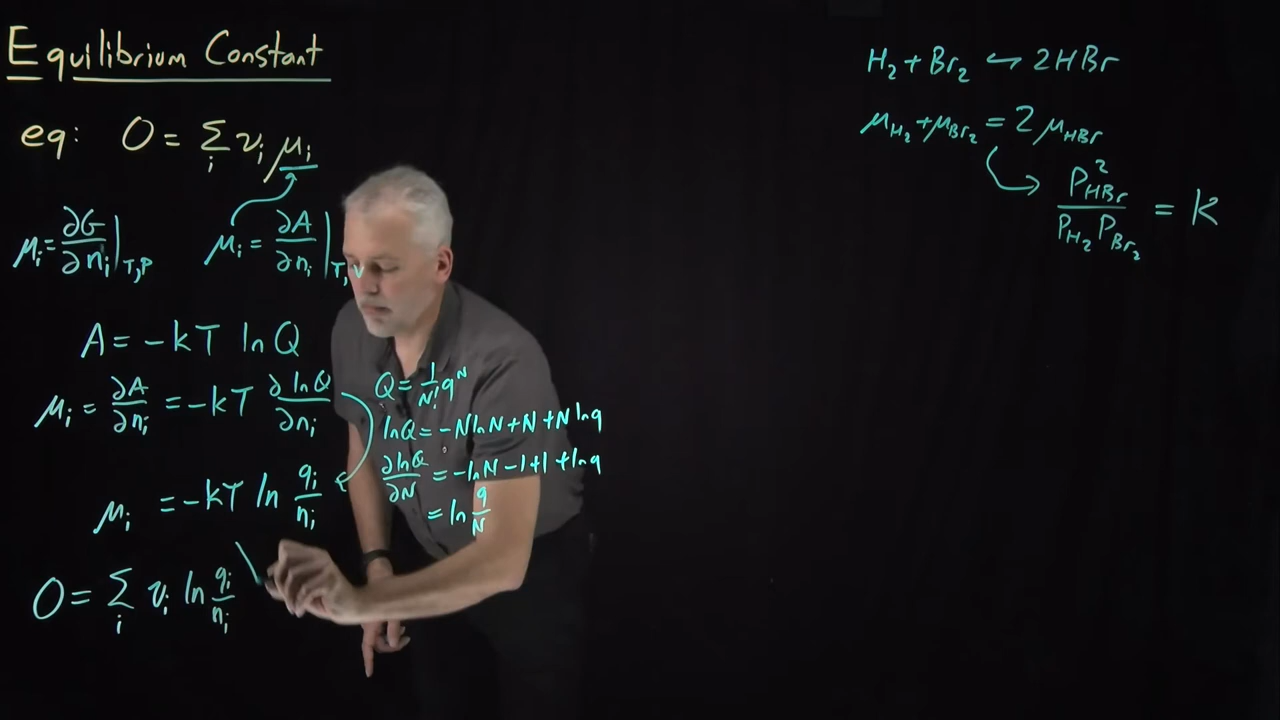 Equilibrium Constant
eq: 0 = Σ_i ν_i μ_i
μ_i = ∂G/∂n_i |_T,P μ_i = ∂A/∂n_i |_T,V
A = -kT ln Q
μ_i = ∂A/∂n_i = -kT ∂lnQ/∂n_i
μ_i = -kT ln q_i/n_i
0 = Σ_i ν_i ln q_i/n_i
Q = 1/N! q^N
lnQ = -N ln N + N + N ln q
∂lnQ/∂N = -ln N - 1 + 1 + ln q
= ln q/N
H₂ + Br₂ ⇌ 2HBr
μ_H₂ + μ_Br₂ = 2 μ_HBr
P_HBr² / P_H₂ P_Br₂ = K